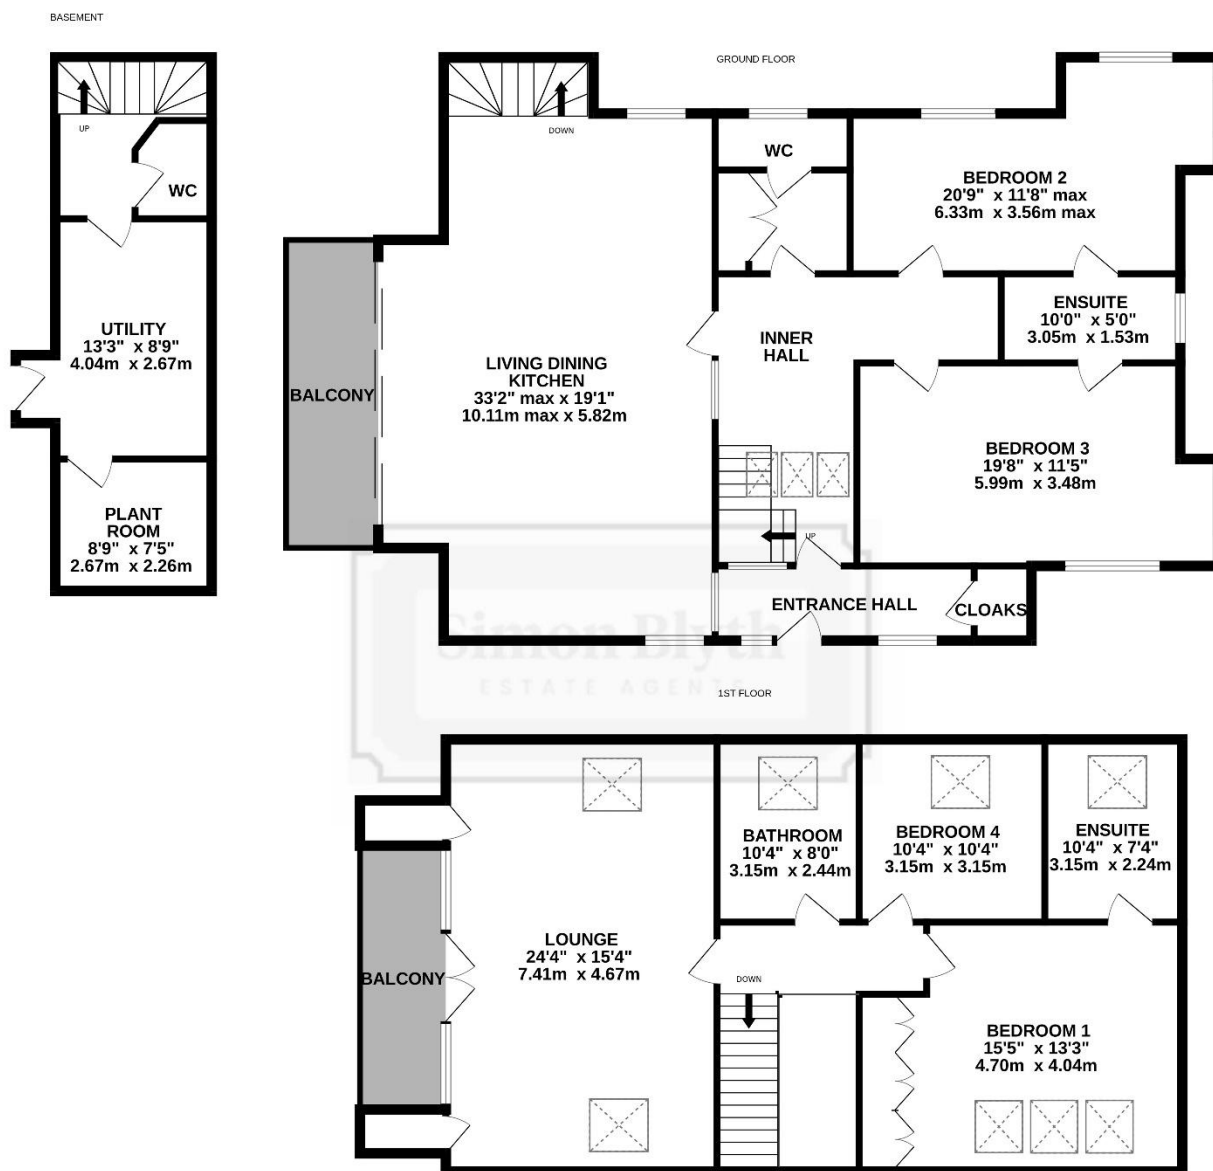 BASEMENT
UP
WC
UTILITY
13'3" x 8'9"
4.04m x 2.67m
PLANT
ROOM
8'9" x 7'5"
2.67m x 2.26m
GROUND FLOOR
DOWN
WC
BEDROOM 2
20'9" x 11'8" max
6.33m x 3.56m max
ENSUITE
10'0" x 5'0"
3.05m x 1.53m
INNER
HALL
LIVING DINING
KITCHEN
33'2" max x 19'1"
10.11m max x 5.82m
BALCONY
BEDROOM 3
19'8" x 11'5"
5.99m x 3.48m
UP
ENTRANCE HALL
CLOAKS
Simon Blyth
ESTATE AGENTS
1ST FLOOR
BATHROOM
10'4" x 8'0"
3.15m x 2.44m
BEDROOM 4
10'4" x 10'4"
3.15m x 3.15m
ENSUITE
10'4" x 7'4"
3.15m x 2.24m
LOUNGE
24'4" x 15'4"
7.41m x 4.67m
BALCONY
DOWN
BEDROOM 1
15'5" x 13'3"
4.70m x 4.04m